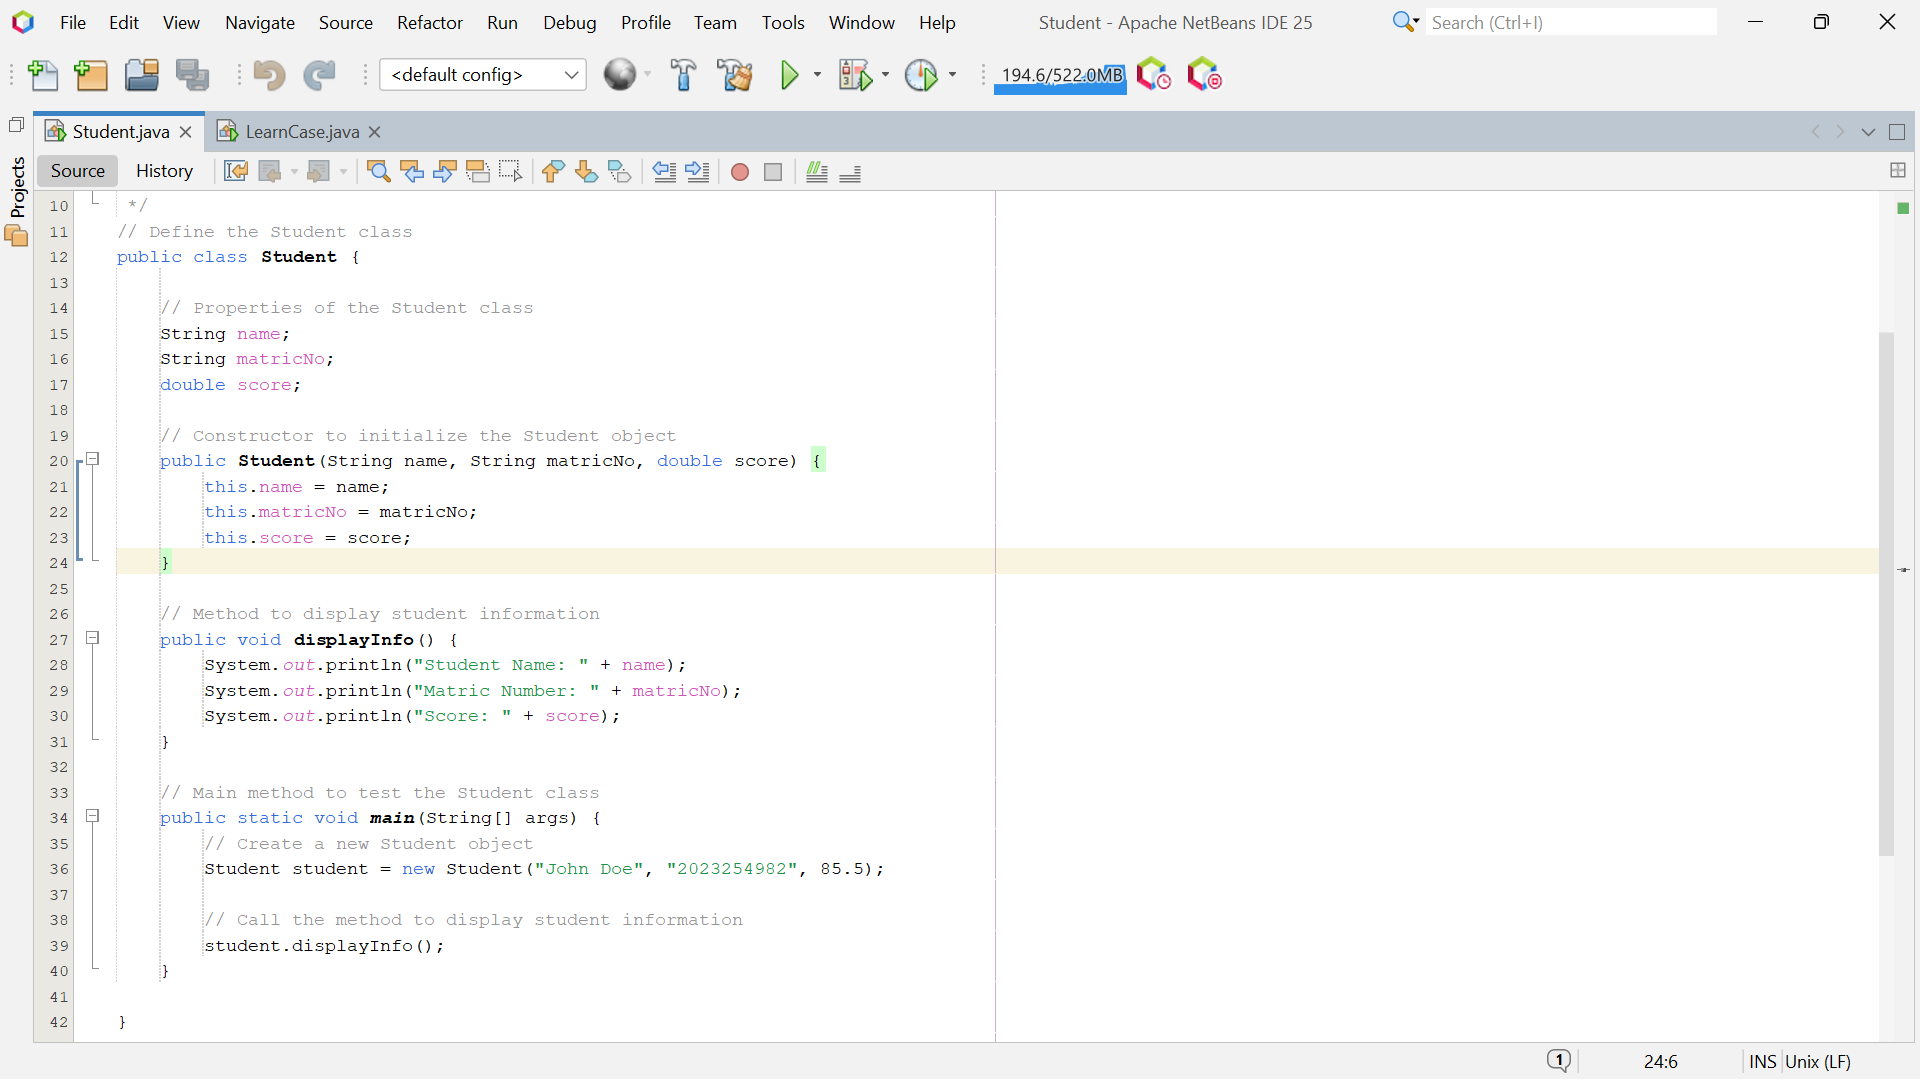 File Edit View Navigate Source Refactor Run Debug Profile Team Tools Window Help Student - Apache NetBeans IDE 25 Search (Ctrl+I)
<default config> 194.6/522.0MB
Student.java LearnCase.java
Projects
Source History
10 */
11 // Define the Student class
12 public class Student {
13
14 // Properties of the Student class
15 String name;
16 String matricNo;
17 double score;
18
19 // Constructor to initialize the Student object
20 public Student(String name, String matricNo, double score) {
21 this.name = name;
22 this.matricNo = matricNo;
23 this.score = score;
24 }
25
26 // Method to display student information
27 public void displayInfo() {
28 System.out.println("Student Name: " + name);
29 System.out.println("Matric Number: " + matricNo);
30 System.out.println("Score: " + score);
31 }
32
33 // Main method to test the Student class
34 public static void main(String[] args) {
35 // Create a new Student object
36 Student student = new Student("John Doe", "2023254982", 85.5);
37
38 // Call the method to display student information
39 student.displayInfo();
40 }
41
42 }
1 24:6 INS Unix (LF)